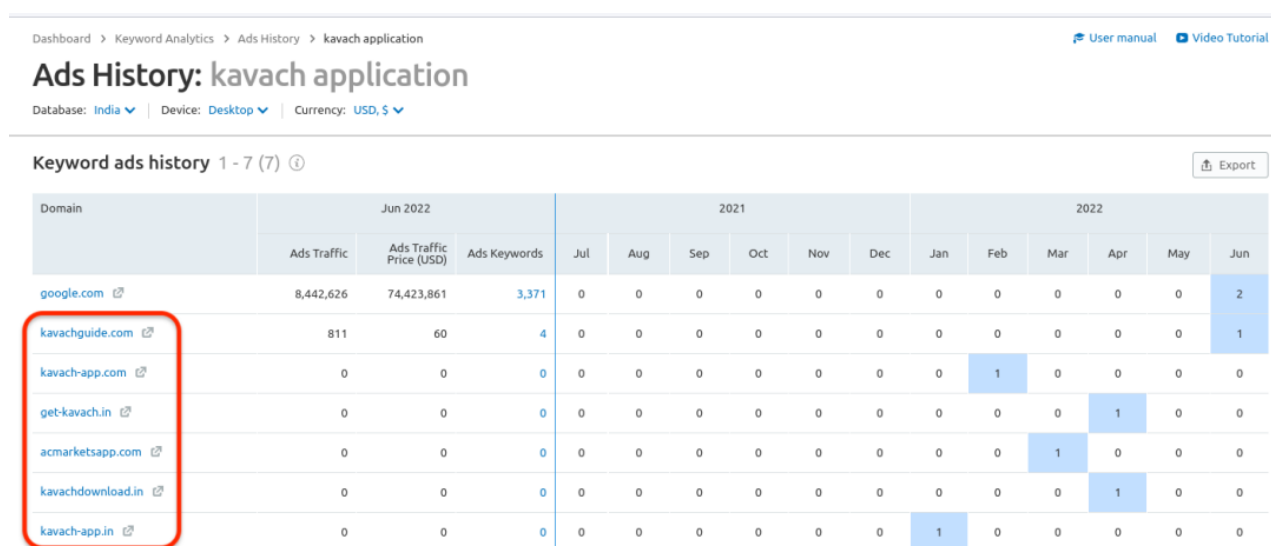 Dashboard > Keyword Analytics > Ads History > kavach application
User manual Video Tutorial
Ads History: kavach application
Database: India Device: Desktop Currency: USD, $
Keyword ads history 1 - 7 (7)
Export
Domain Jun 2022 2021 2022
Ads Traffic Ads Traffic Price (USD) Ads Keywords Jul Aug Sep Oct Nov Dec Jan Feb Mar Apr May Jun
google.com 8,442,626 74,423,861 3,371 0 0 0 0 0 0 0 0 0 0 0 2
kavachguide.com 811 60 4 0 0 0 0 0 0 0 0 0 0 0 1
kavach-app.com 0 0 0 0 0 0 0 0 0 0 1 0 0 0 0
get-kavach.in 0 0 0 0 0 0 0 0 0 0 0 0 1 0 0
acmarketsapp.com 0 0 0 0 0 0 0 0 0 0 0 1 0 0 0
kavachdownload.in 0 0 0 0 0 0 0 0 0 0 0 0 1 0 0
kavach-app.in 0 0 0 0 0 0 0 0 0 1 0 0 0 0 0